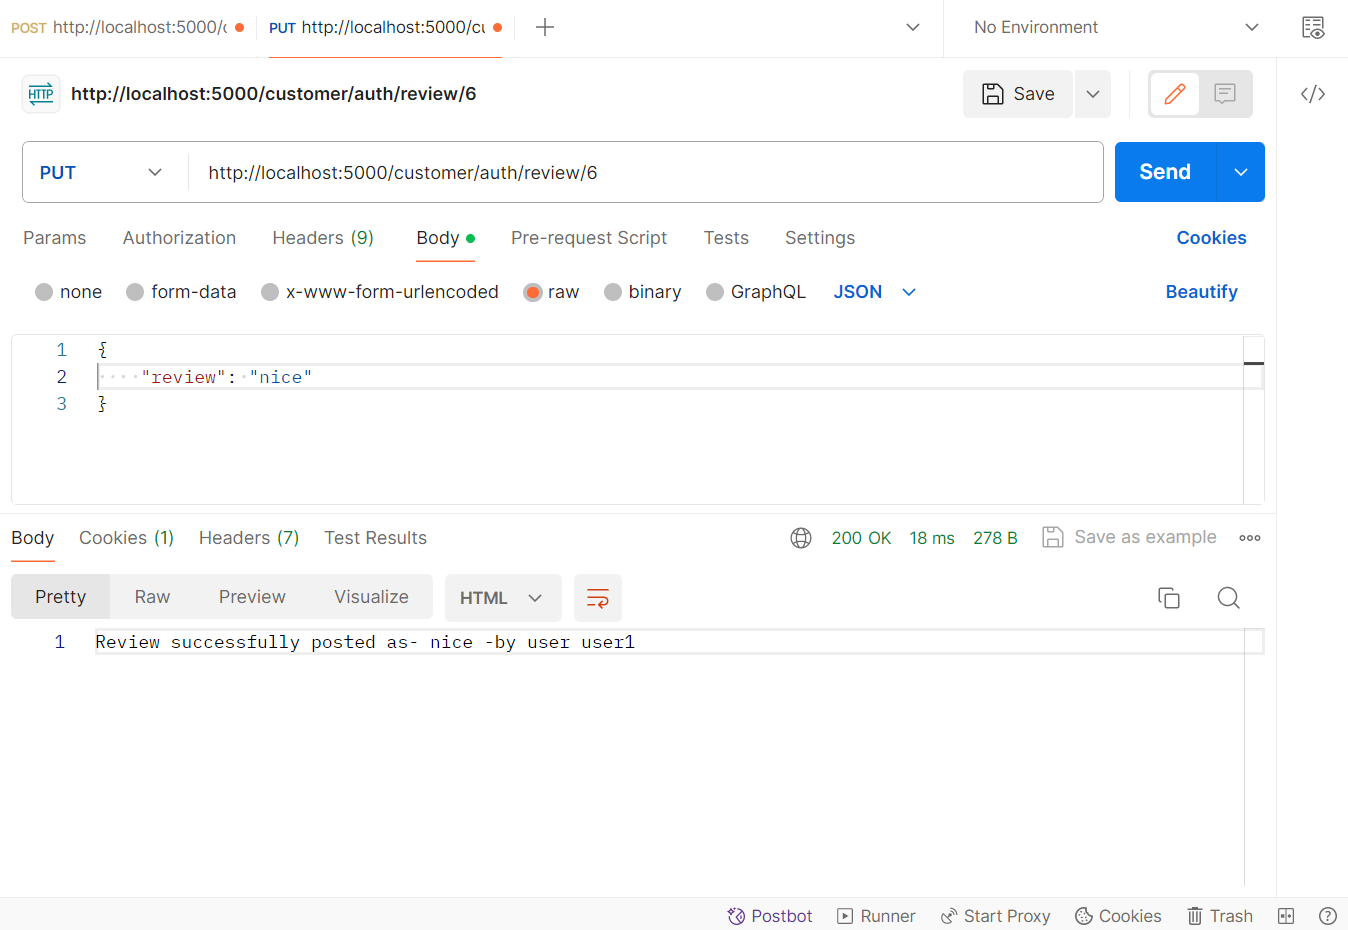 POST http://localhost:5000/c
PUT http://localhost:5000/cu
No Environment
HTTP http://localhost:5000/customer/auth/review/6
Save
PUT http://localhost:5000/customer/auth/review/6 Send
Params Authorization Headers (9) Body Pre-request Script Tests Settings Cookies
none form-data x-www-form-urlencoded raw binary GraphQL JSON Beautify
1 {
2 "review": "nice"
3 }
Body Cookies (1) Headers (7) Test Results 200 OK 18 ms 278 B Save as example
Pretty Raw Preview Visualize HTML
1 Review successfully posted as- nice -by user user1
Postbot Runner Start Proxy Cookies Trash